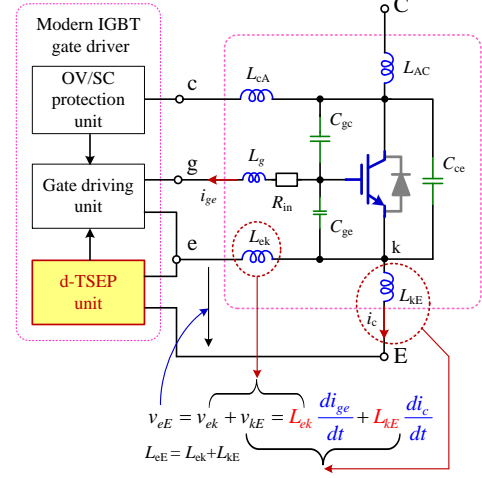 Modern IGBT
gate driver
OV/SC
protection
unit
Gate driving
unit
d-TSEP
unit
c
g
e
i_ge
L_cA
L_g
R_in
L_ek
C
L_AC
C_gc
C_ge
C_ce
k
L_kE
i_c
E
v_eE = v_ek + v_kE = L_ek di_ge/dt + L_kE di_c/dt
L_eE = L_ek+L_kE